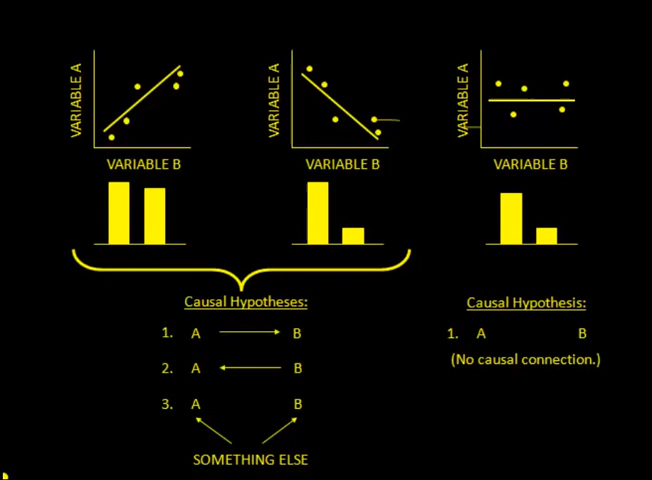 VARIABLE A
VARIABLE B
VARIABLE A
VARIABLE B
VARIABLE A
VARIABLE B
Causal Hypotheses:
1. A B
2. A B
3. A B
SOMETHING ELSE
Causal Hypothesis:
1. A B
(No causal connection.)